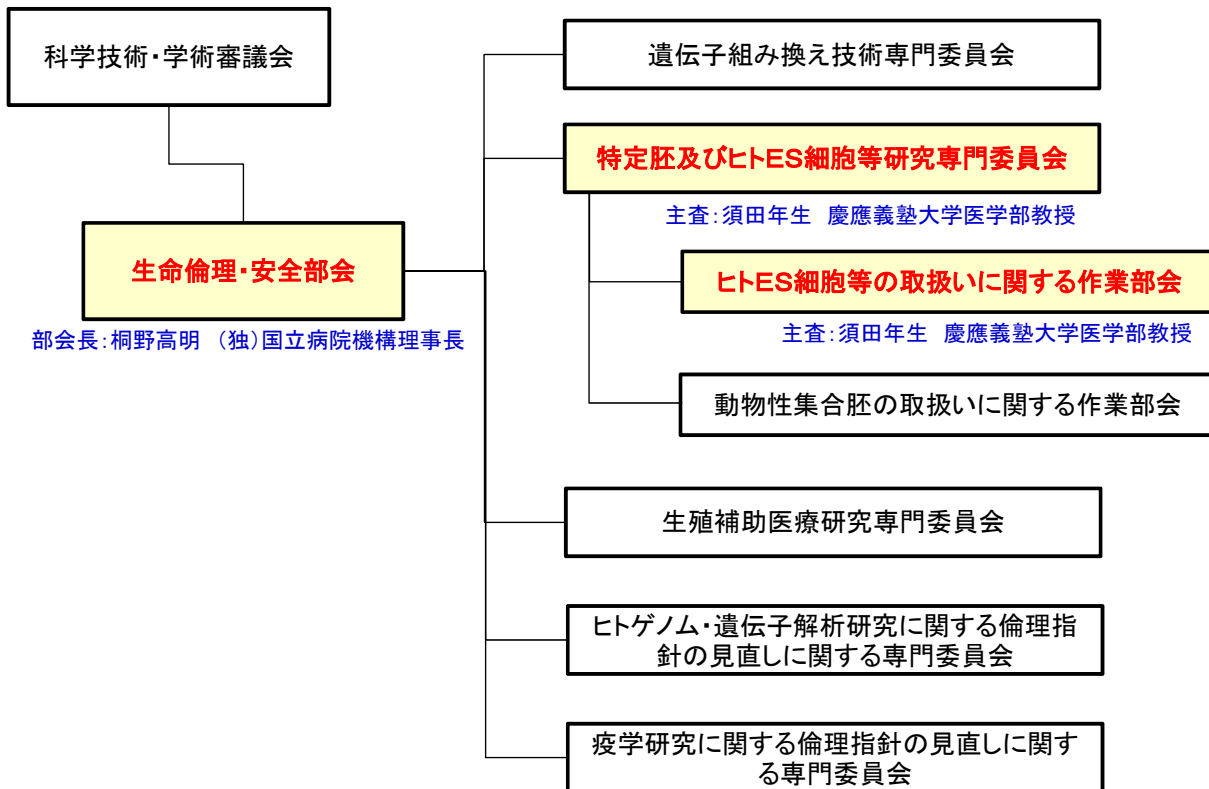 科学技術・学術審議会
遺伝子組み換え技術専門委員会
特定胚及びヒトES細胞等研究専門委員会
主査：須田年生　慶應義塾大学医学部教授
生命倫理・安全部会
部会長：桐野高明　（独）国立病院機構理事長
ヒトES細胞等の取扱いに関する作業部会
主査：須田年生　慶應義塾大学医学部教授
動物性集合胚の取扱いに関する作業部会
生殖補助医療研究専門委員会
ヒトゲノム・遺伝子解析研究に関する倫理指
針の見直しに関する専門委員会
疫学研究に関する倫理指針の見直しに関す
る専門委員会